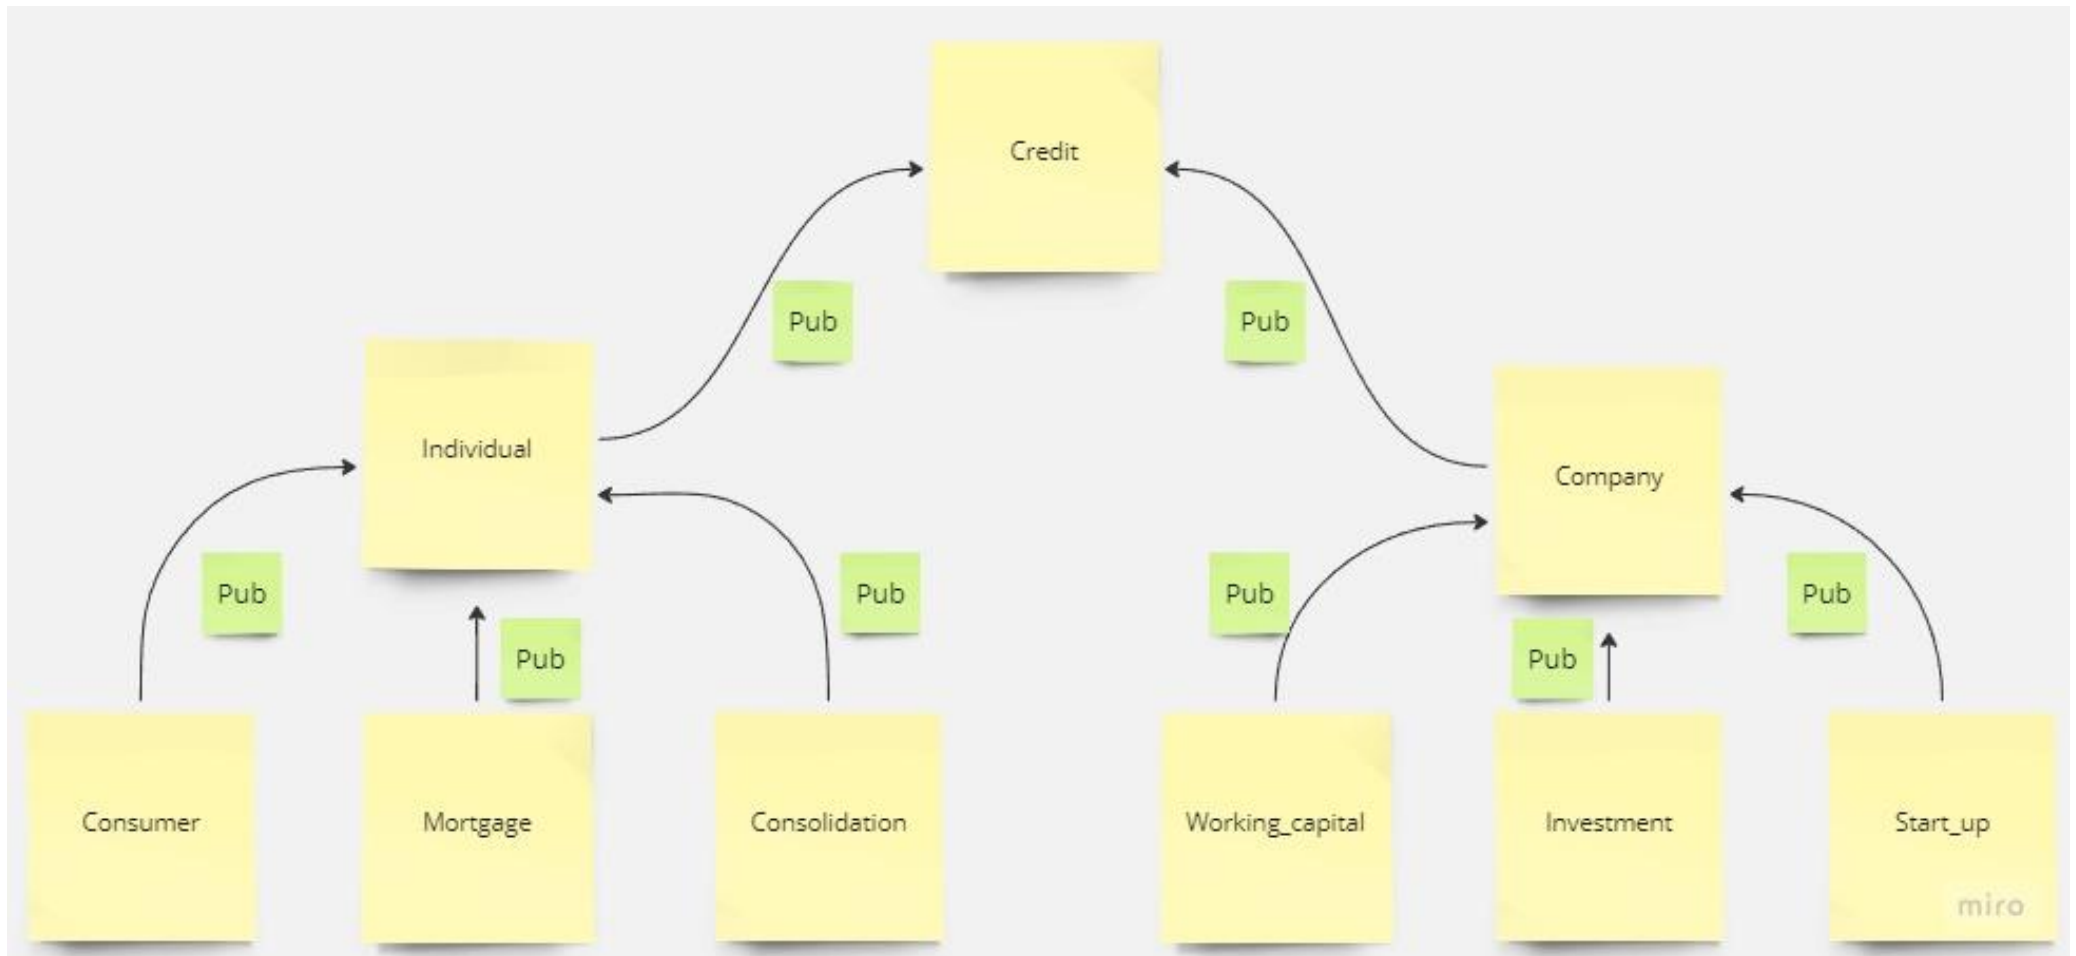 Credit
Pub
Pub
Individual
Company
Pub
Pub
Pub
Pub
Pub
Pub
Consumer
Mortgage
Consolidation
Working_capital
Investment
Start_up
miro